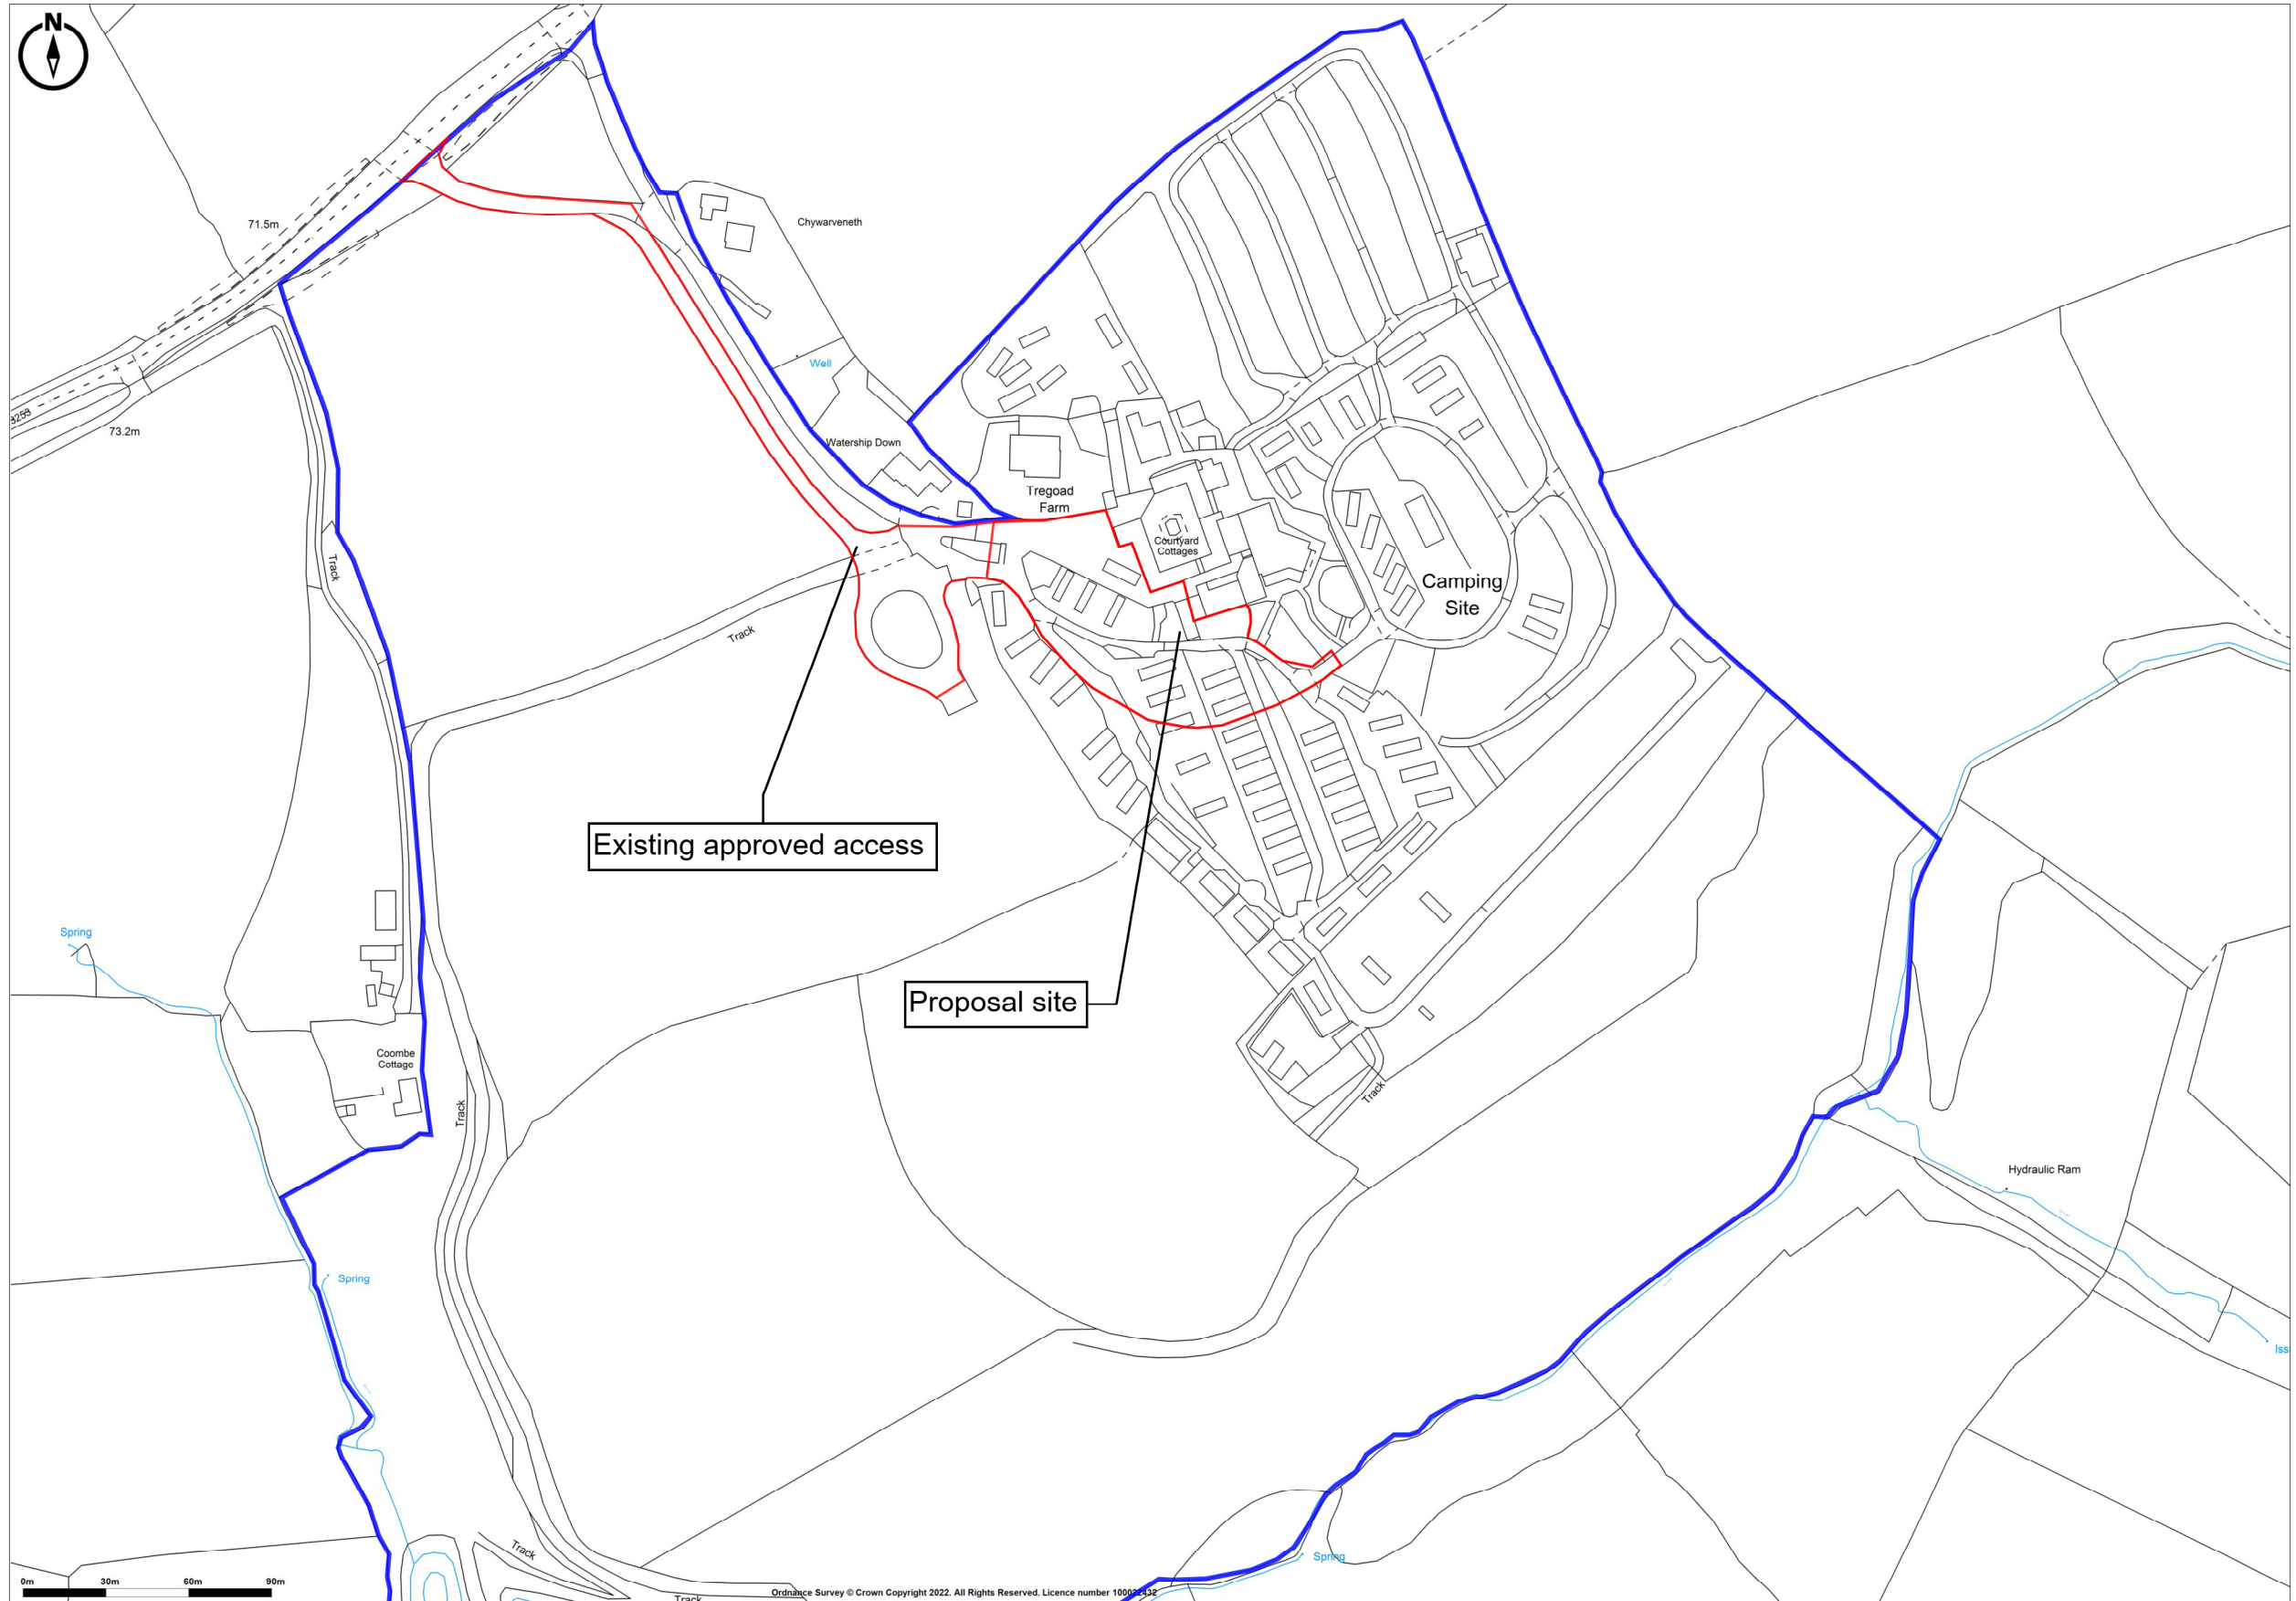 N
71.5m
Chywarveneth
Well
73.2m
Watership Down
Tregoad
Farm
Courtyard
Cottages
Camping
Site
Track
Track
Existing approved access
Spring
Proposal site
Coombe
Cottage
Track
Track
Hydraulic Ram
Spring
Track
Spring
Track
0m 30m 60m 90m
Ordnance Survey © Crown Copyright 2022. All Rights Reserved. Licence number 100022432